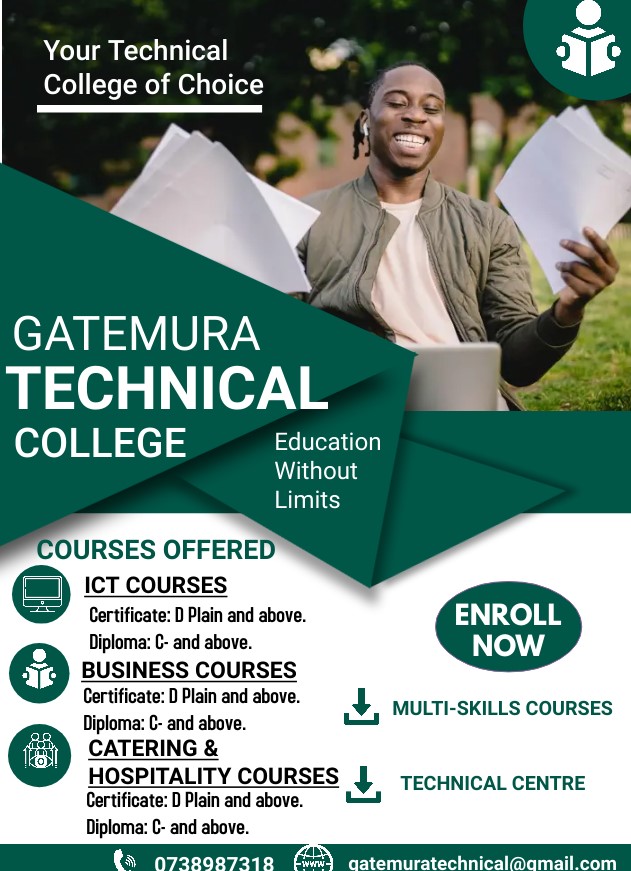 Your Technical
College of Choice
GATEMURA
TECHNICAL
COLLEGE
Education
Without
Limits
COURSES OFFERED
ICT COURSES
Certificate: D Plain and above.
Diploma: C- and above.
BUSINESS COURSES
Certificate: D Plain and above.
Diploma: C- and above.
CATERING &
HOSPITALITY COURSES
Certificate: D Plain and above.
Diploma: C- and above.
ENROLL
NOW
MULTI-SKILLS COURSES
TECHNICAL CENTRE
0738987318
www
gatemuratechnical@gmail.com